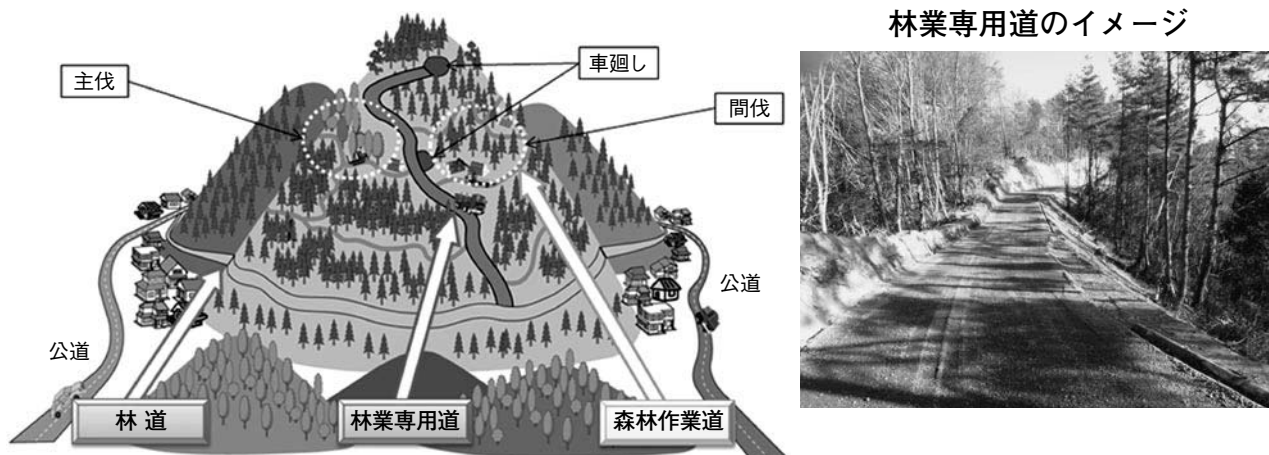 林業専用道のイメージ
主伐
車廻し
間伐
公道
公道
林 道
林業専用道
森林作業道